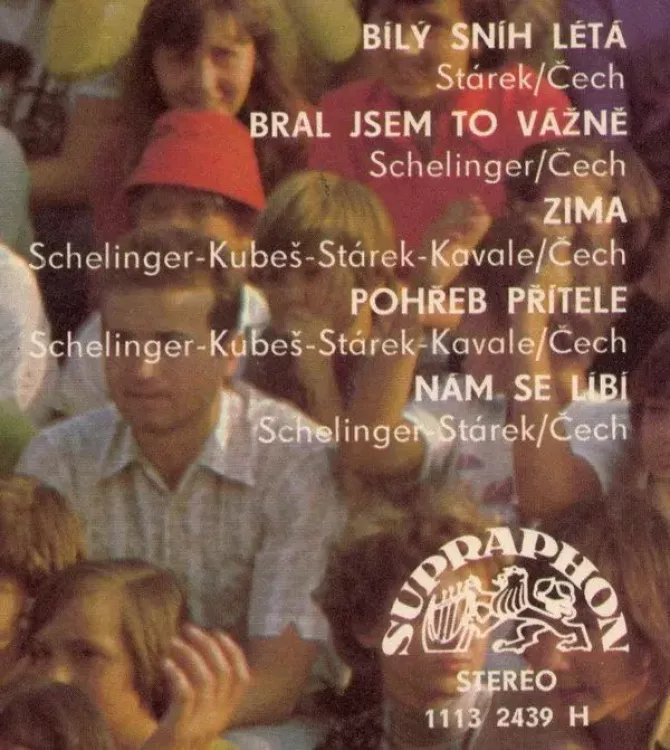 BÍLÝ SNÍH LÉTÁ
Stárek/Čech
BRAL JSEM TO VÁŽNĚ
Schelinger/Čech
ZIMA
Schelinger-Kubeš-Stárek-Kavale/Čech
POHŘEB PŘÍTELE
Schelinger-Kubeš-Stárek-Kavale/Čech
NÁM SE LÍBÍ
Schelinger-Stárek/Čech
SUPRAPHON
STEREO
1113 2439 H